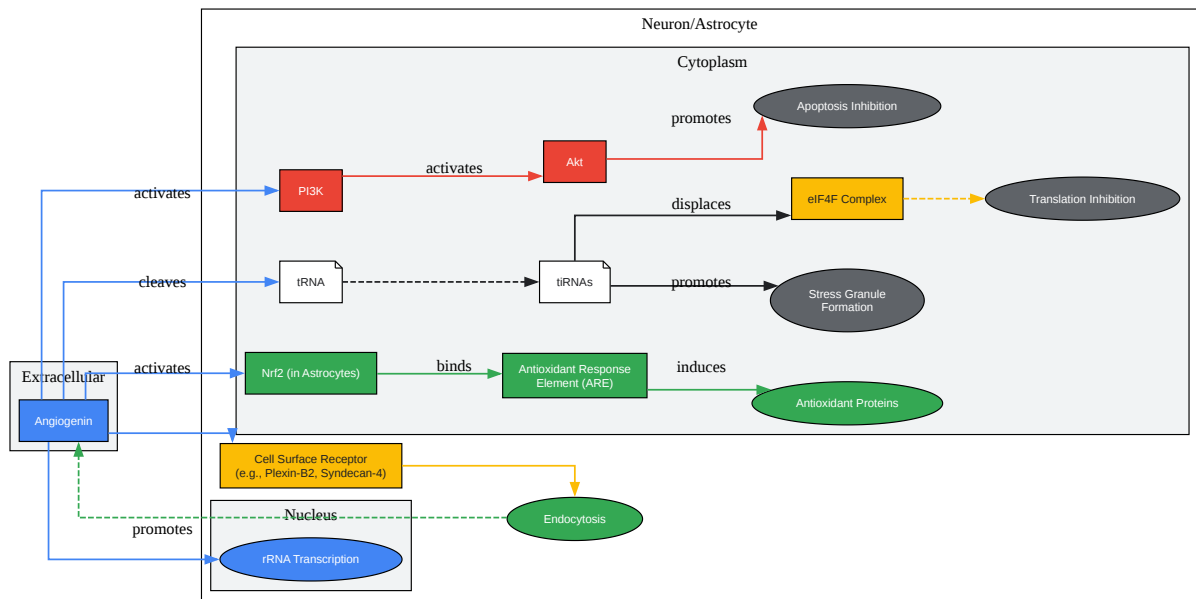 Neuron/Astrocyte
Cytoplasm
Apoptosis Inhibition
promotes
Akt
activates
PI3K
activates
eIF4F Complex
Translation Inhibition
displaces
tRNA
cleaves
tiRNAs
promotes
Stress Granule
Formation
Extracellular
activates
Nrf2 (in Astrocytes)
binds
Antioxidant Response
Element (ARE)
induces
Antioxidant Proteins
Angiogenin
Cell Surface Receptor
(e.g., Plexin-B2, Syndecan-4)
Nucleus
Endocytosis
promotes
rRNA Transcription